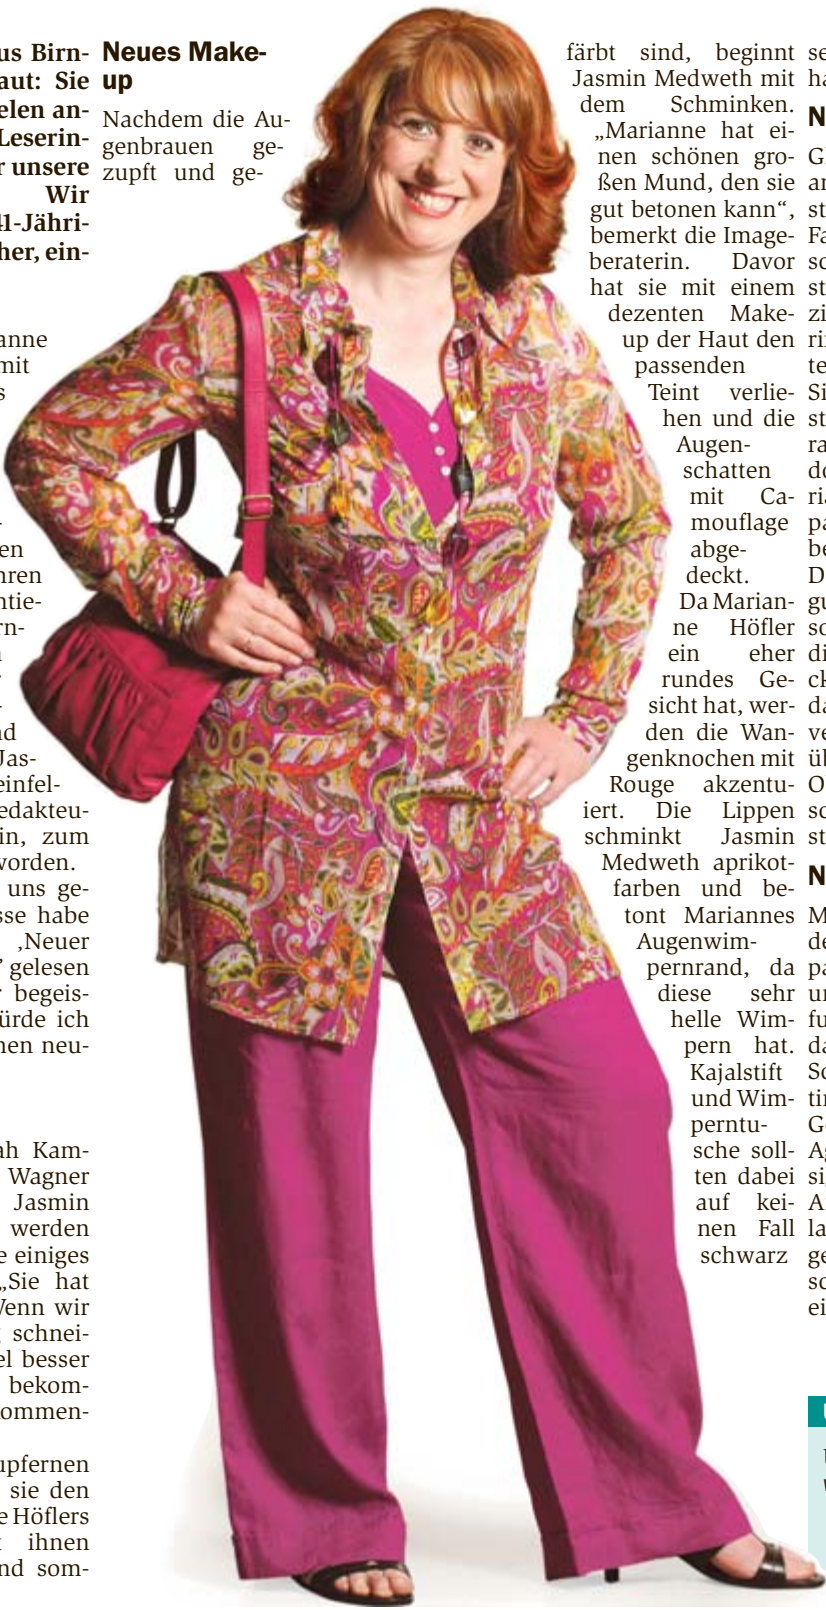 us Birn-
aut: Sie
elen an-
Leserin-
r unsere
Wir
41-Jähri-
her, ein-
anne
mit
s
-
en
hren
ntie-
rn-
-
nd
Jas-
einfel-
edakteu-
in, zum
worden.
uns ge-
sse habe
‚Neuer
’ gelesen
r begeis-
ürde ich
nen neu-
ah Kam-
Wagner
Jasmin
werden
e einiges
„Sie hat
Wenn wir
g schnei-
el besser
bekom-
kommen-
upfernen
sie den
e Höflers
ihnen
nd som-
Neues Make-
up
Nachdem die Au-
genbrauen ge-
zupft und ge-
färbt sind, beginnt
Jasmin Medweth mit
dem Schminken.
„Marianne hat ei-
nen schönen gro-
ßen Mund, den sie
gut betonen kann“,
bemerkt die Image-
beraterin. Davor
hat sie mit einem
dezenten Make-
up der Haut den
passenden
Teint verlie-
hen und die
Augen-
schatten
mit Ca-
mouflage
abge-
deckt.
Da Marian-
ne Höfler
ein eher
rundes Ge-
sicht hat, wer-
den die Wan-
genknochen mit
Rouge akzentu-
iert. Die Lippen
schminkt Jasmin
Medweth aprikot-
farben und be-
tont Mariannes
Augenwim-
pernrand, da
diese sehr
helle Wim-
pern hat.
Kajalstift
und Wim-
perntu-
sche soll-
ten dabei
auf kei-
nen Fall
schwarz